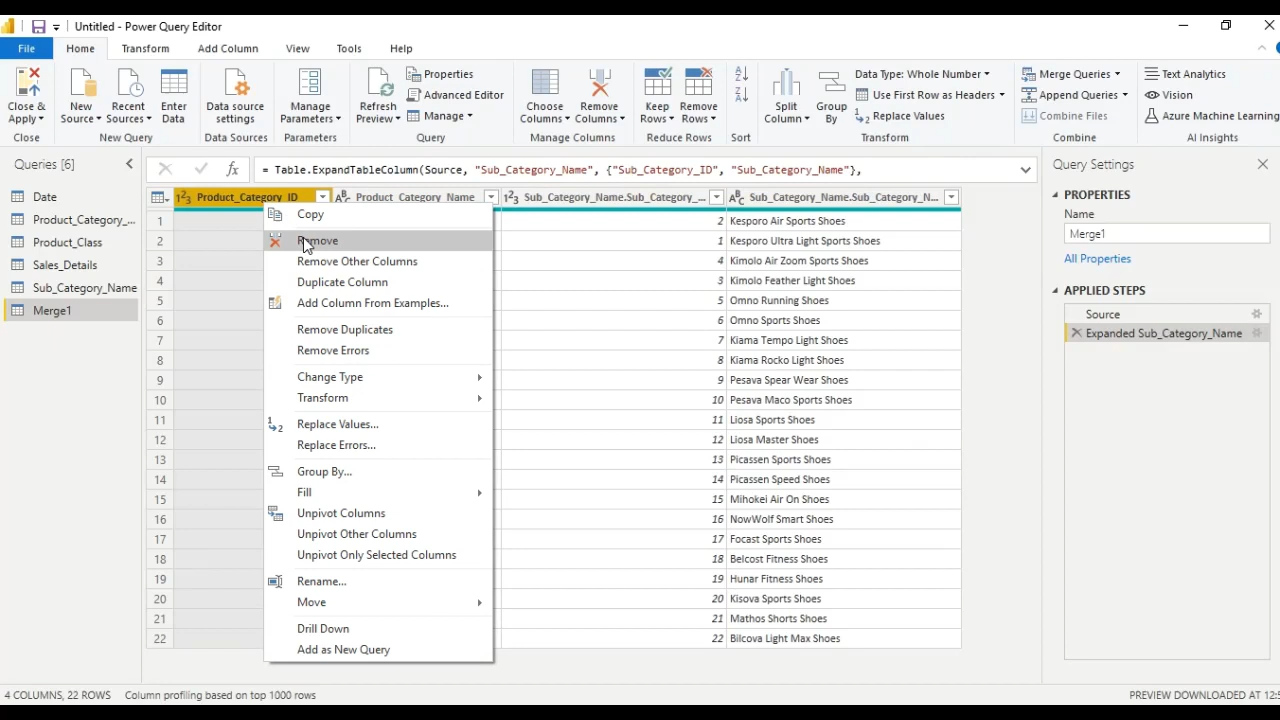 Untitled - Power Query Editor
File Home Transform Add Column View Tools Help
Close & Apply
New Source
Recent Sources
Enter Data
Data source settings
Manage Parameters
Refresh Preview
Properties
Advanced Editor
Manage
Choose Columns
Remove Columns
Keep Rows
Remove Rows
Split Column
Group By
Data Type: Whole Number
Use First Row as Headers
Replace Values
Merge Queries
Append Queries
Combine Files
Text Analytics
Vision
Azure Machine Learning
Close New Query Data Sources Parameters Query Manage Columns Reduce Rows Sort Transform Combine AI Insights
Queries [6]
Date
Product_Category_...
Product_Class
Sales_Details
Sub_Category_Name
Merge1
fx = Table.ExpandTableColumn(Source, "Sub_Category_Name", {"Sub_Category_ID", "Sub_Category_Name"},
123 Product_Category_ID ABC Product_Category_Name 123 Sub_Category_Name.Sub_Category_... ABC Sub_Category_Name.Sub_Category_N...
1 2 Kesporo Air Sports Shoes
2 1 Kesporo Ultra Light Sports Shoes
3 4 Kimolo Air Zoom Sports Shoes
4 3 Kimolo Feather Light Shoes
5 5 Omno Running Shoes
6 6 Omno Sports Shoes
7 7 Kiama Tempo Light Shoes
8 8 Kiama Rocko Light Shoes
9 9 Pesava Spear Wear Shoes
10 10 Pesava Maco Sports Shoes
11 11 Liosa Sports Shoes
12 12 Liosa Master Shoes
13 13 Picassen Sports Shoes
14 14 Picassen Speed Shoes
15 15 Mihokei Air On Shoes
16 16 NowWolf Smart Shoes
17 17 Focast Sports Shoes
18 18 Belcost Fitness Shoes
19 19 Hunar Fitness Shoes
20 20 Kisova Sports Shoes
21 21 Mathos Shorts Shoes
22 22 Bilcova Light Max Shoes
Copy
Remove
Remove Other Columns
Duplicate Column
Add Column From Examples...
Remove Duplicates
Remove Errors
Change Type
Transform
Replace Values...
Replace Errors...
Group By...
Fill
Unpivot Columns
Unpivot Other Columns
Unpivot Only Selected Columns
Rename...
Move
Drill Down
Add as New Query
Query Settings
PROPERTIES
Name
Merge1
All Properties
APPLIED STEPS
Source
Expanded Sub_Category_Name
4 COLUMNS, 22 ROWS Column profiling based on top 1000 rows
PREVIEW DOWNLOADED AT 12:5